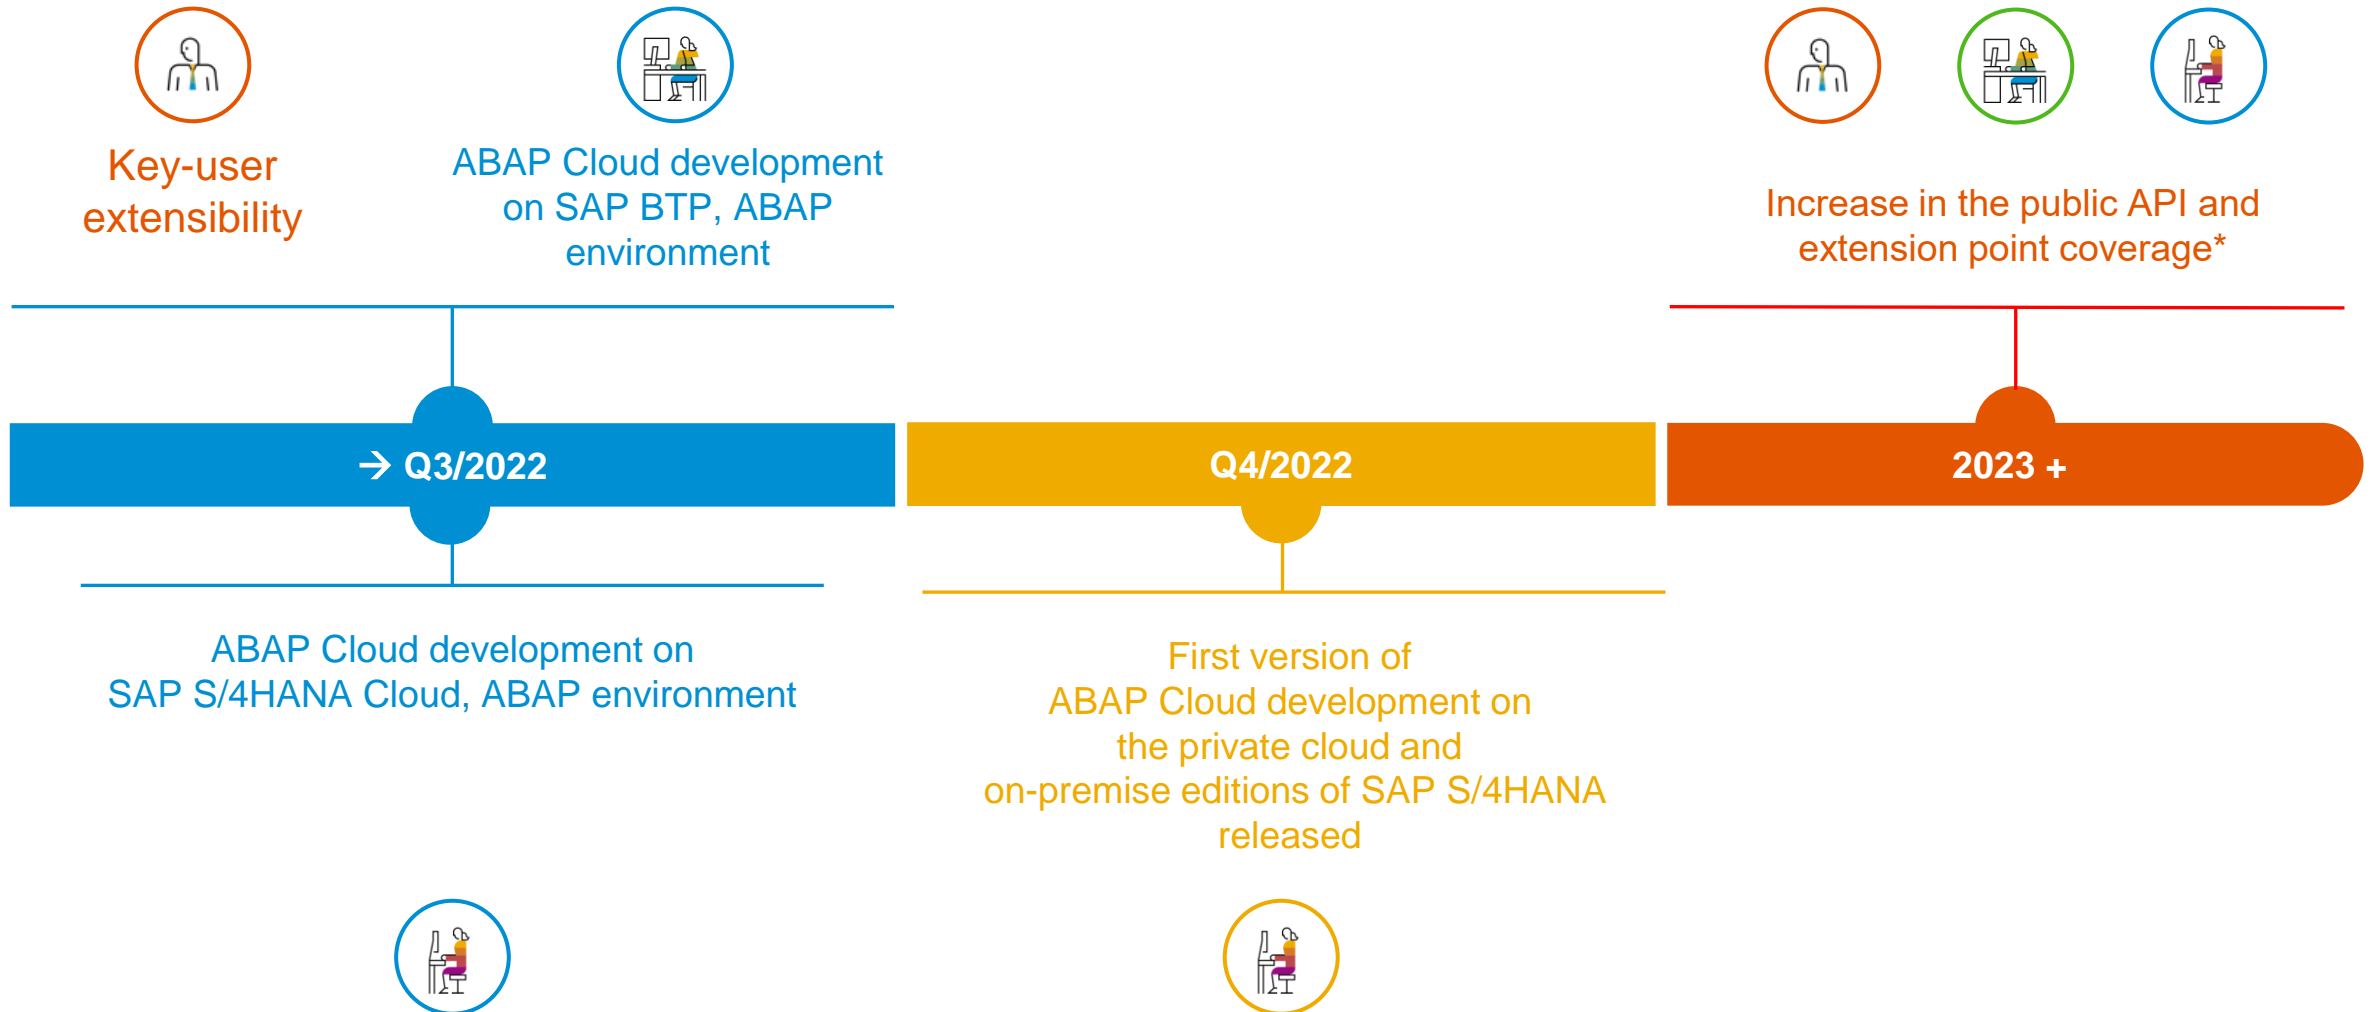 Key-user
extensibility
ABAP Cloud development
on SAP BTP, ABAP
environment
Increase in the public API and
extension point coverage*
→ Q3/2022
Q4/2022
2023 +
ABAP Cloud development on
SAP S/4HANA Cloud, ABAP environment
First version of
ABAP Cloud development on
the private cloud and
on-premise editions of SAP S/4HANA
released